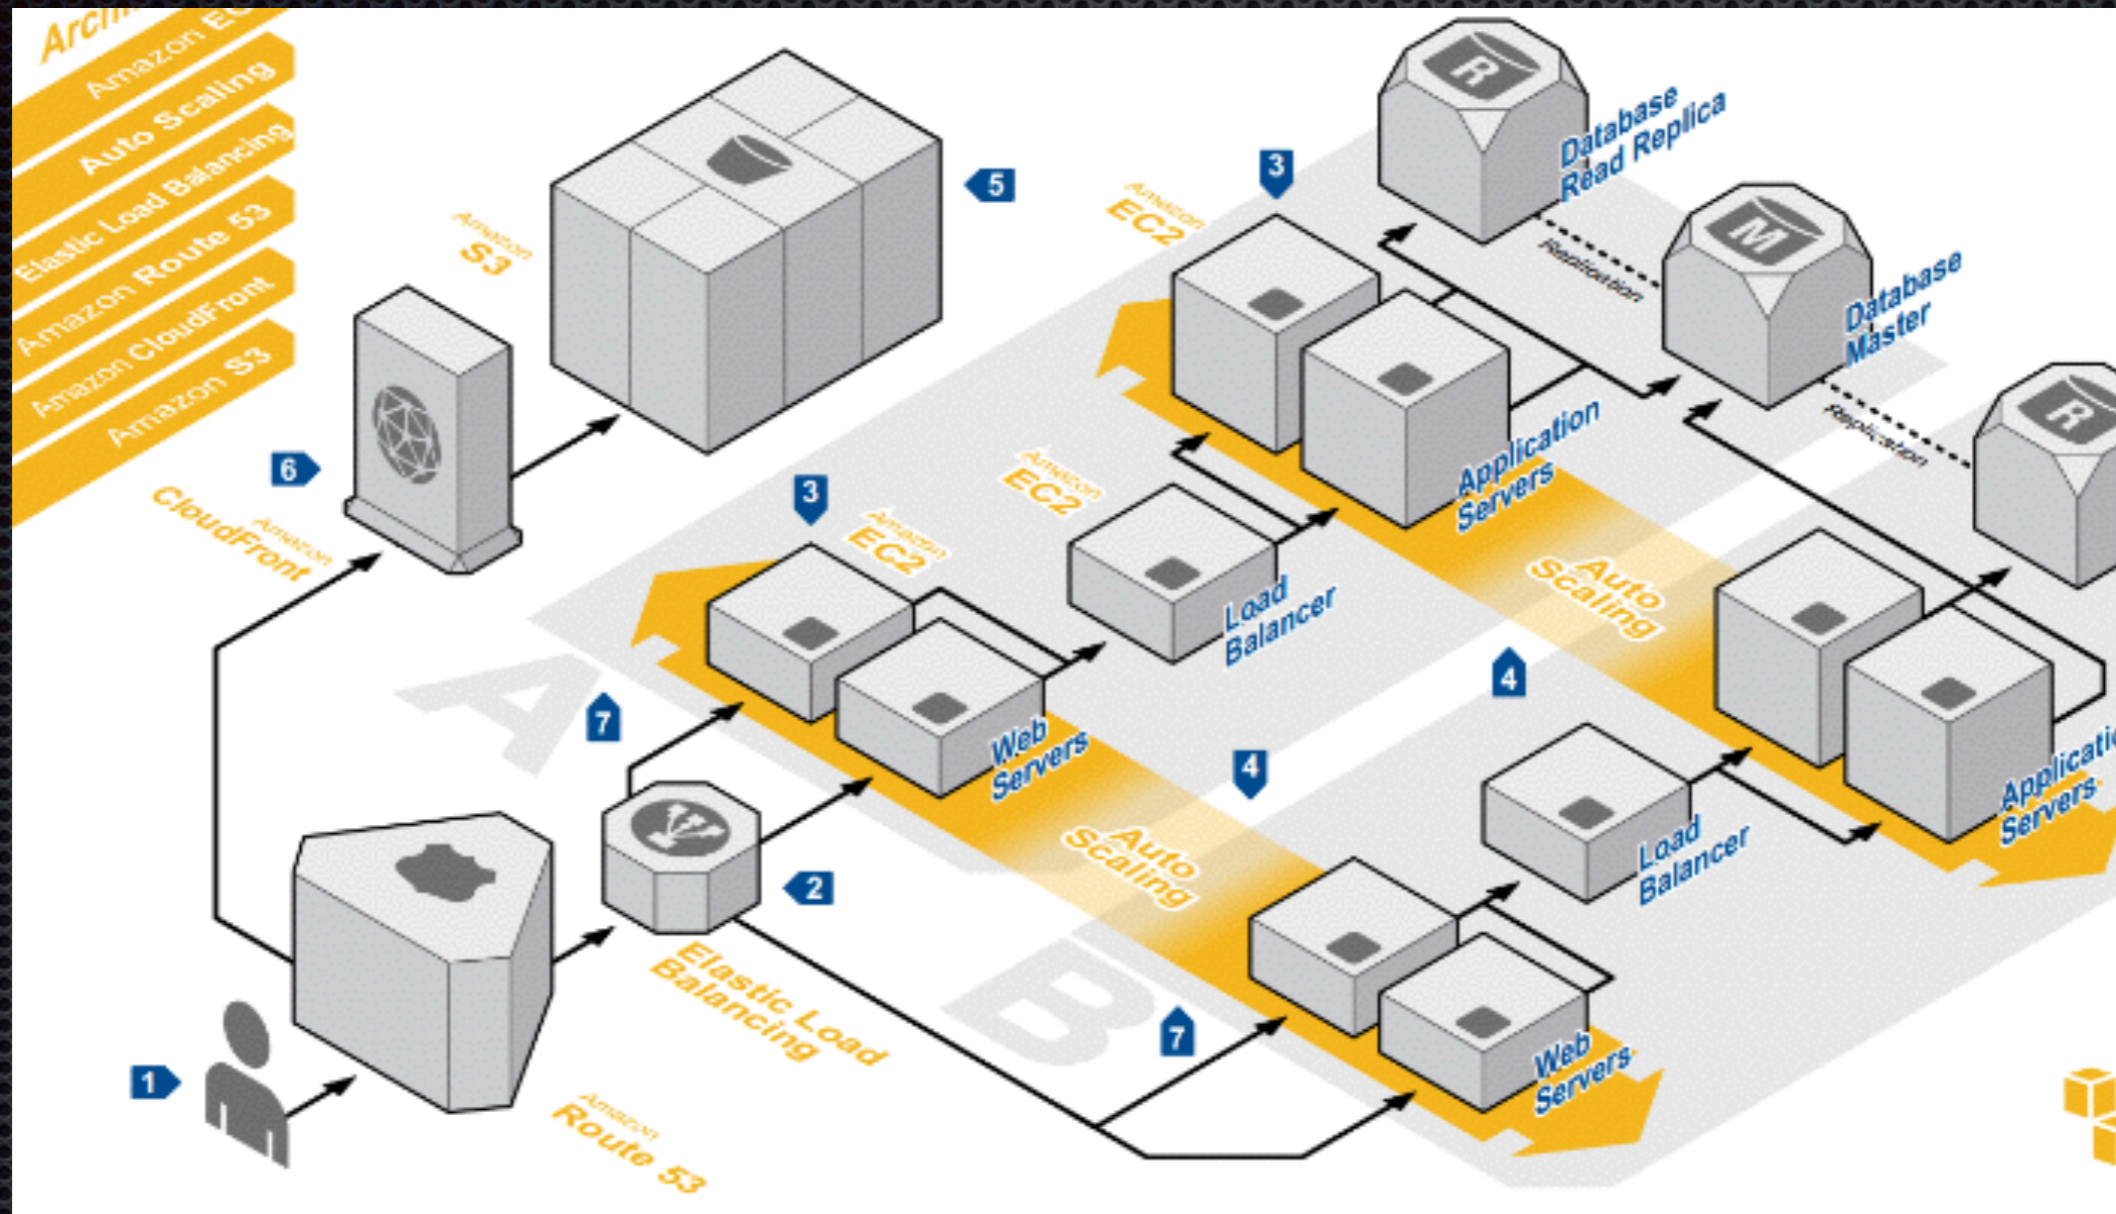 Amazon
Auto Scaling
Elastic Load Balancing
Amazon Route 53
Amazon CloudFront
Amazon S3
R
Database
Read Replica
3
Amazon
EC2
5
Amazon
S3
M
Replication
Database
Master
R
Replication
6
Amazon
CloudFront
3
Amazon
EC2
Amazon
EC2
Application
Servers
Load
Balancer
Auto
Scaling
A
7
4
Web
Servers
4
Servers
Load
Balancer
Auto
Scaling
2
Elastic Load
Balancing
B
7
Web
Servers
1
Amazon
Route 53